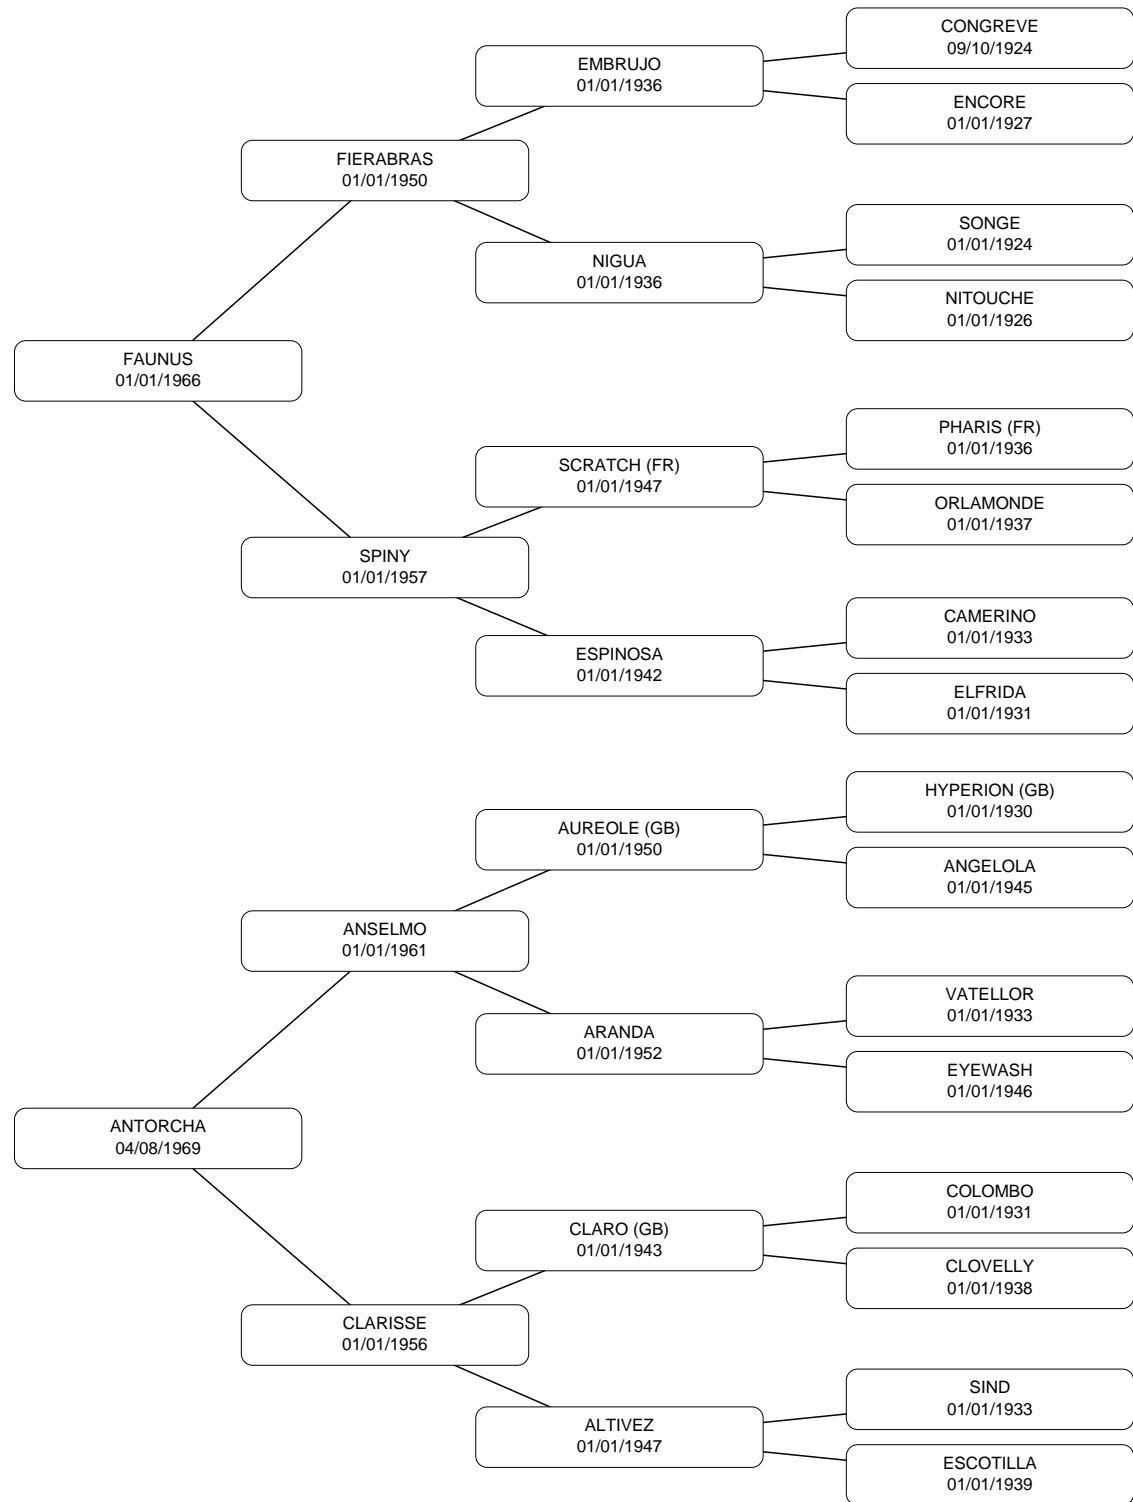 CONGREVE
09/10/1924
EMBRUJO
01/01/1936
ENCORE
01/01/1927
FIERABRAS
01/01/1950
SONGE
01/01/1924
NIGUA
01/01/1936
NITOUCHE
01/01/1926
FAUNUS
01/01/1966
PHARIS (FR)
01/01/1936
SCRATCH (FR)
01/01/1947
ORLAMONDE
01/01/1937
SPINY
01/01/1957
CAMERINO
01/01/1933
ESPINOSA
01/01/1942
ELFRIDA
01/01/1931
HYPERION (GB)
01/01/1930
AUREOLE (GB)
01/01/1950
ANGELOLA
01/01/1945
ANSELMO
01/01/1961
VATELLOR
01/01/1933
ARANDA
01/01/1952
EYEWASH
01/01/1946
ANTORCHA
04/08/1969
COLOMBO
01/01/1931
CLARO (GB)
01/01/1943
CLOVELLY
01/01/1938
CLARISSE
01/01/1956
SIND
01/01/1933
ALTIVEZ
01/01/1947
ESCOTILLA
01/01/1939